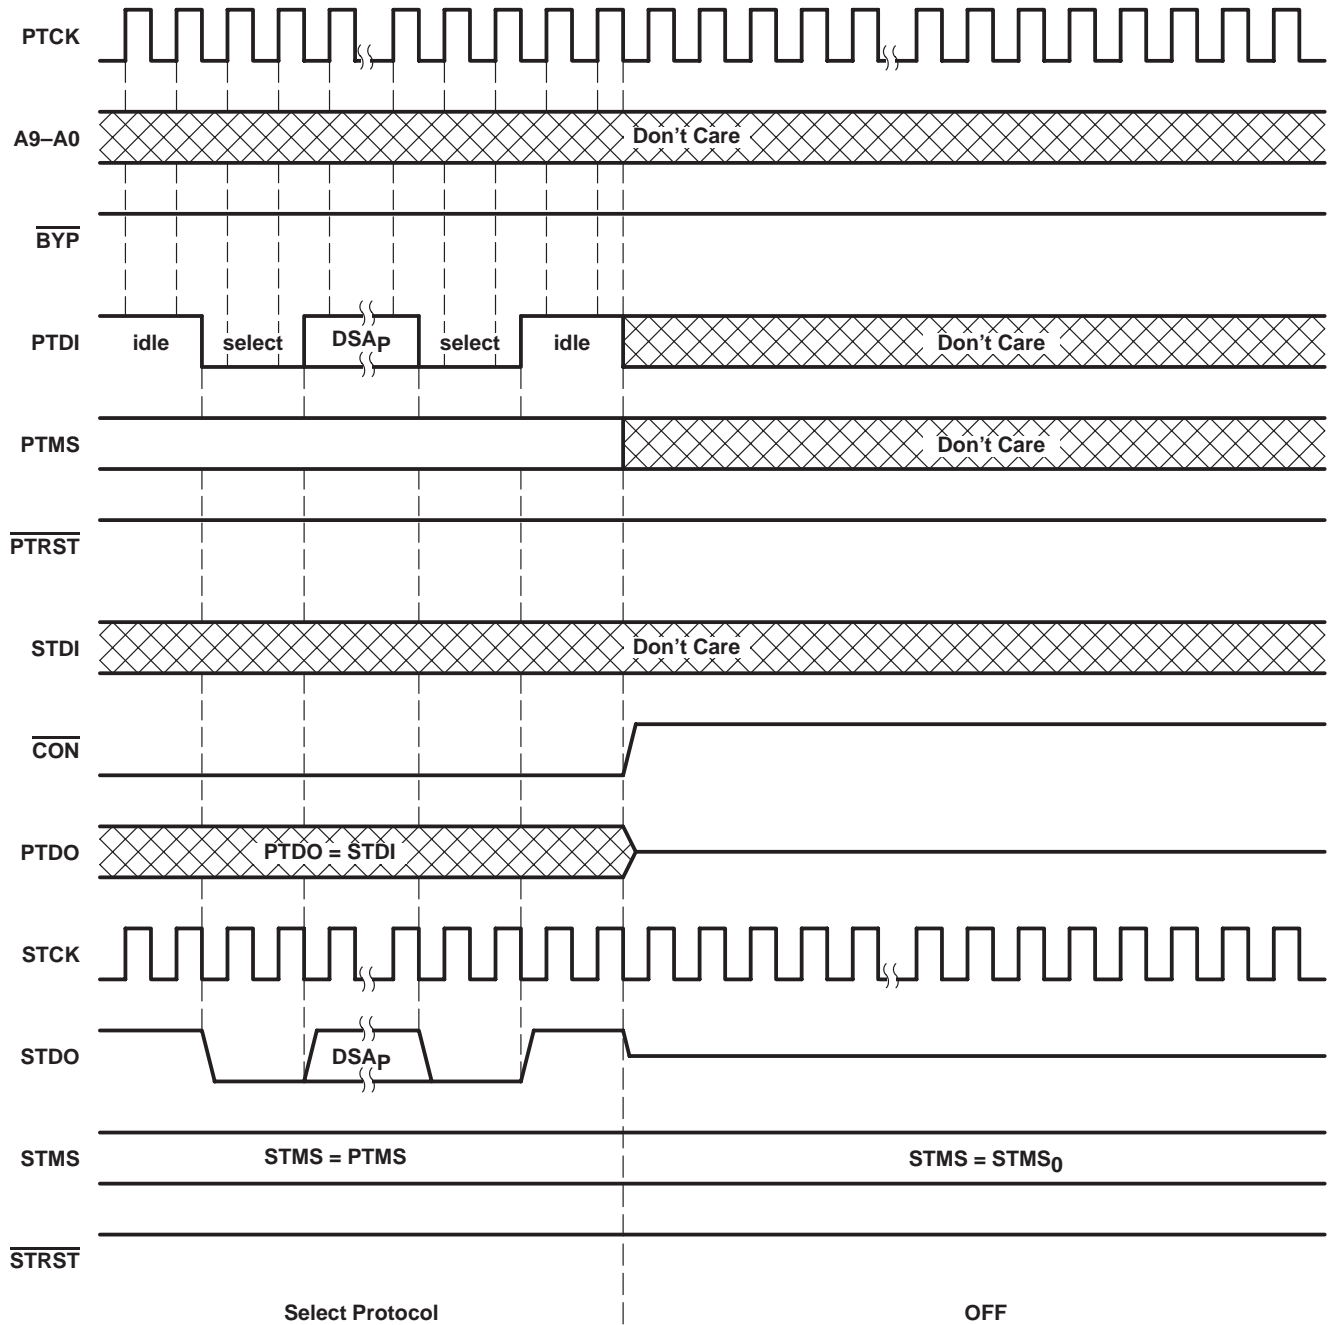 PTCK
A9–A0 Don't Care
BYP
PTDI idle select DSAP select idle Don't Care
PTMS Don't Care
PTRST
STDI Don't Care
CON
PTDO PTDO = STDI
STCK
STDO DSAP
STMS STMS = PTMS STMS = STMS0
STRST
Select Protocol OFF